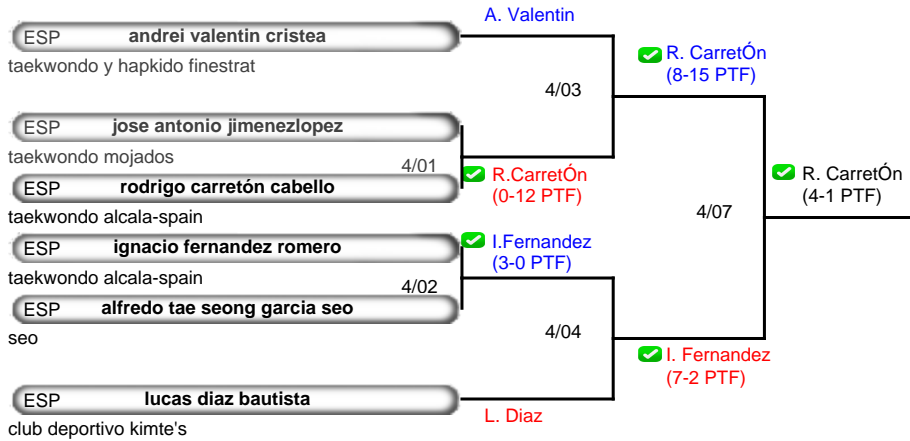 A. Valentin
ESP andrei valentin cristea
taekwondo y hapkido finestrat
R. CarretÓn
(8-15 PTF)
4/03
ESP jose antonio jimenezlopez
taekwondo mojados
4/01
R.CarretÓn
(0-12 PTF)
ESP rodrigo carretón cabello
taekwondo alcala-spain
R. CarretÓn
(4-1 PTF)
4/07
ESP ignacio fernandez romero
taekwondo alcala-spain
I.Fernandez
(3-0 PTF)
4/02
ESP alfredo tae seong garcia seo
seo
4/04
I. Fernandez
(7-2 PTF)
ESP lucas diaz bautista
club deportivo kimte's
L. Diaz